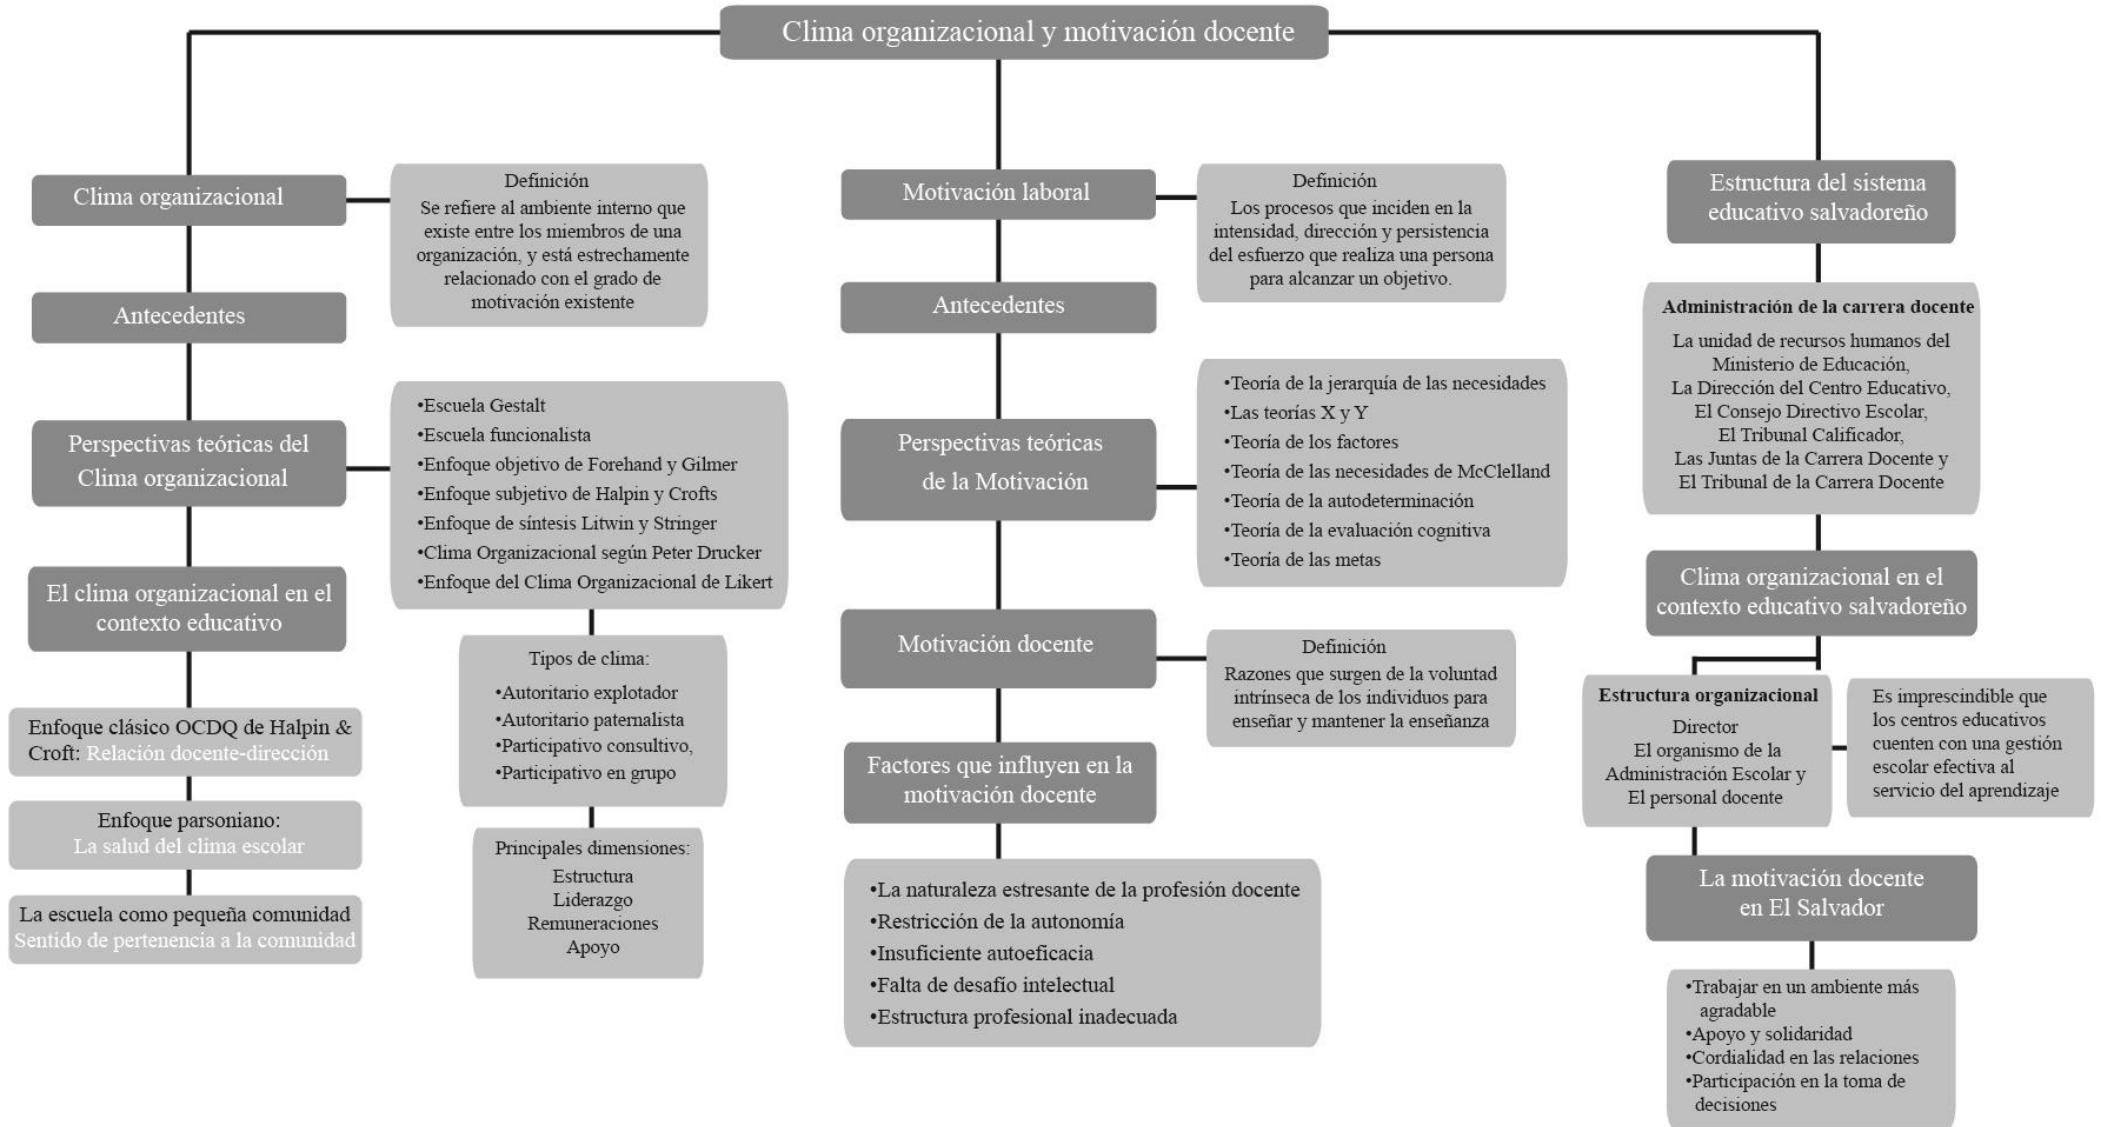 Clima organizacional y motivación docente
Clima organizacional
Definición
Se refiere al ambiente interno que
existe entre los miembros de una
organización, y está estrechamente
relacionado con el grado de
motivación existente
Antecedentes
Perspectivas teóricas del
Clima organizacional
•Escuela Gestalt
•Escuela funcionalista
•Enfoque objetivo de Forehand y Gilmer
•Enfoque subjetivo de Halpin y Crofts
•Enfoque de síntesis Litwin y Stringer
•Clima Organizacional según Peter Drucker
•Enfoque del Clima Organizacional de Likert
Tipos de clima:
•Autoritario explotador
•Autoritario paternalista
•Participativo consultivo,
•Participativo en grupo
Principales dimensiones:
Estructura
Liderazgo
Remuneraciones
Apoyo
El clima organizacional en el
contexto educativo
Enfoque clásico OCDQ de Halpin &
Croft: Relación docente-dirección
Enfoque parsoniano:
La salud del clima escolar
La escuela como pequeña comunidad
Sentido de pertenencia a la comunidad
Motivación laboral
Definición
Los procesos que inciden en la
intensidad, dirección y persistencia
del esfuerzo que realiza una persona
para alcanzar un objetivo.
Antecedentes
Perspectivas teóricas
de la Motivación
•Teoría de la jerarquía de las necesidades
•Las teorías X y Y
•Teoría de los factores
•Teoría de las necesidades de McClelland
•Teoría de la autodeterminación
•Teoría de la evaluación cognitiva
•Teoría de las metas
Motivación docente
Definición
Razones que surgen de la voluntad
intrínseca de los individuos para
enseñar y mantener la enseñanza
Factores que influyen en la
motivación docente
•La naturaleza estresante de la profesión docente
•Restricción de la autonomía
•Insuficiente autoeficacia
•Falta de desafío intelectual
•Estructura profesional inadecuada
Estructura del sistema
educativo salvadoreño
Administración de la carrera docente
La unidad de recursos humanos del
Ministerio de Educación,
La Dirección del Centro Educativo,
El Consejo Directivo Escolar,
El Tribunal Calificador,
Las Juntas de la Carrera Docente y
El Tribunal de la Carrera Docente
Clima organizacional en el
contexto educativo salvadoreño
Estructura organizacional
Director
El organismo de la
Administración Escolar y
El personal docente
Es imprescindible que
los centros educativos
cuenten con una gestión
escolar efectiva al
servicio del aprendizaje
La motivación docente
en El Salvador
•Trabajar en un ambiente más
agradable
•Apoyo y solidaridad
•Cordialidad en las relaciones
•Participación en la toma de
decisiones